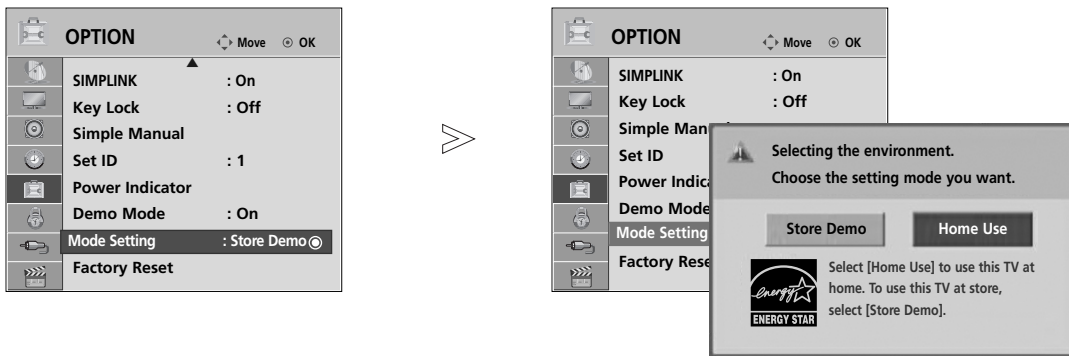 OPTION
Move OK
SIMPLINK : On
Key Lock : Off
Simple Manual
Set ID : 1
Power Indicator
Demo Mode : On
Mode Setting : Store Demo
Factory Reset
OPTION
Move OK
SIMPLINK : On
Key Lock : Off
Simple Man
Set ID
Power Indica
Demo Mode
Mode Setting
Factory Rese
Selecting the environment.
Choose the setting mode you want.
Store Demo
Home Use
energy
ENERGY STAR
Select [Home Use] to use this TV at
home. To use this TV at store,
select [Store Demo].